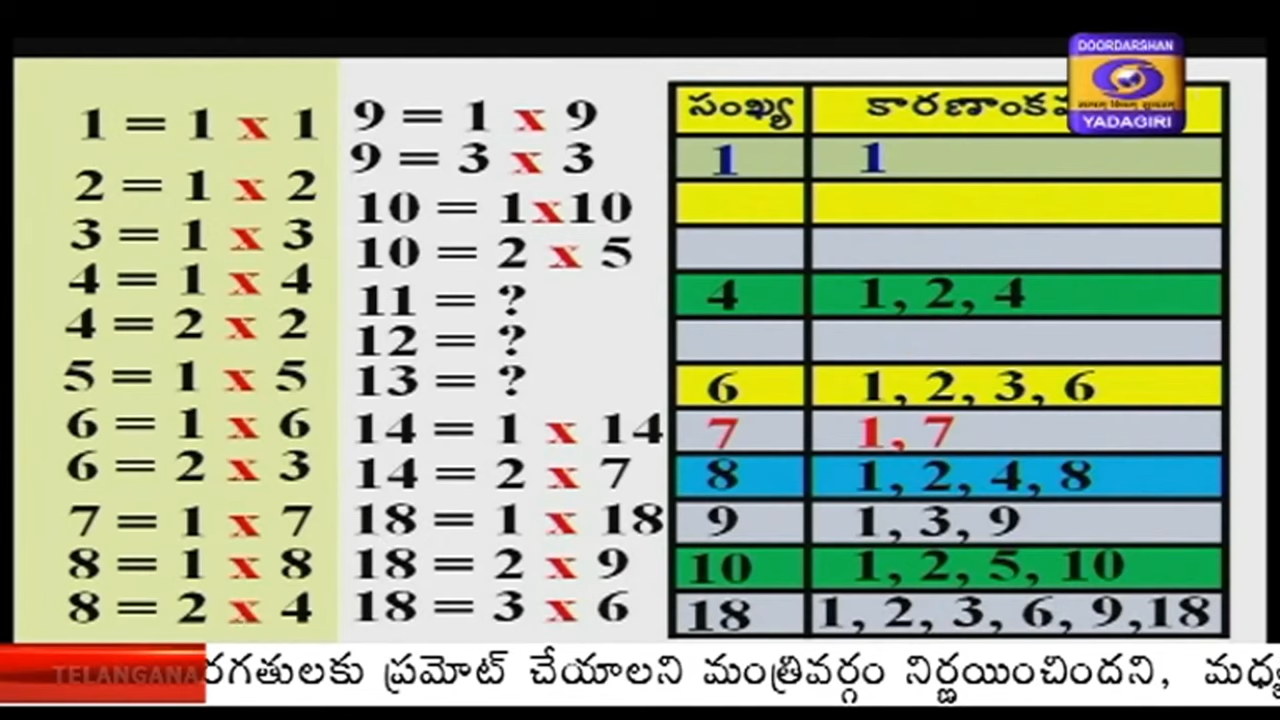 DOORDARSHAN
सत्यम् शिवम् सुन्दरम्
YADAGIRI
1 = 1 x 1
2 = 1 x 2
3 = 1 x 3
4 = 1 x 4
4 = 2 x 2
5 = 1 x 5
6 = 1 x 6
6 = 2 x 3
7 = 1 x 7
8 = 1 x 8
8 = 2 x 4
9 = 1 x 9
9 = 3 x 3
10 = 1x10
10 = 2 x 5
11 = ?
12 = ?
13 = ?
14 = 1 x 14
14 = 2 x 7
18 = 1 x 18
18 = 2 x 9
18 = 3 x 6
సంఖ్య
1 1
4 1, 2, 4
6 1, 2, 3, 6
7 1, 7
8 1, 2, 4, 8
9 1, 3, 9
10 1, 2, 5, 10
18 1, 2, 3, 6, 9,18
TELANGANA రగతులకు ప్రమోట్ చేయాలని మంత్రివర్గం నిర్ణయించిందని, మధ్య